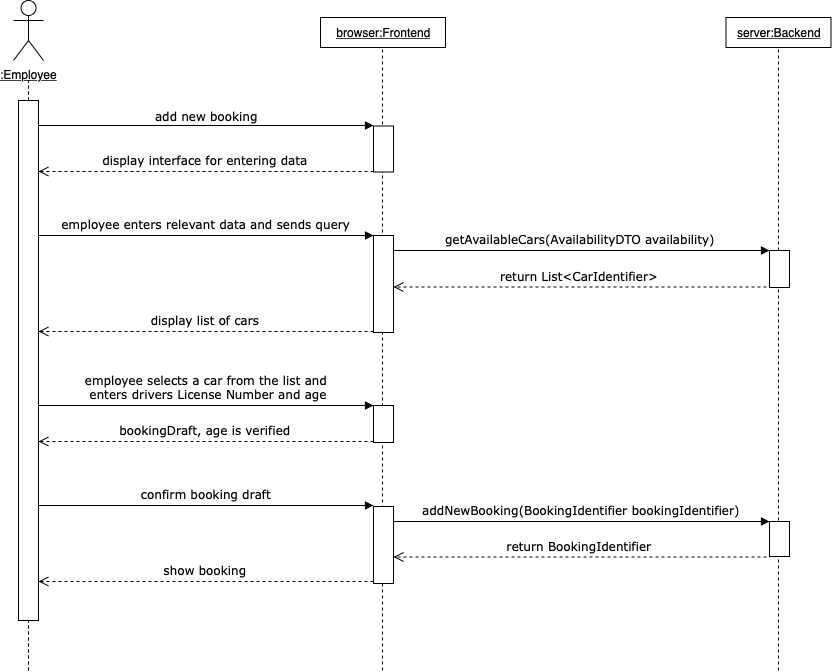 browser:Frontend
server:Backend
:Employee
add new booking
display interface for entering data
employee enters relevant data and sends query
getAvailableCars(AvailabilityDTO availability)
return List<CarIdentifier>
display list of cars
employee selects a car from the list and
enters drivers License Number and age
bookingDraft, age is verified
confirm booking draft
addNewBooking(BookingIdentifier bookingIdentifier)
return BookingIdentifier
show booking